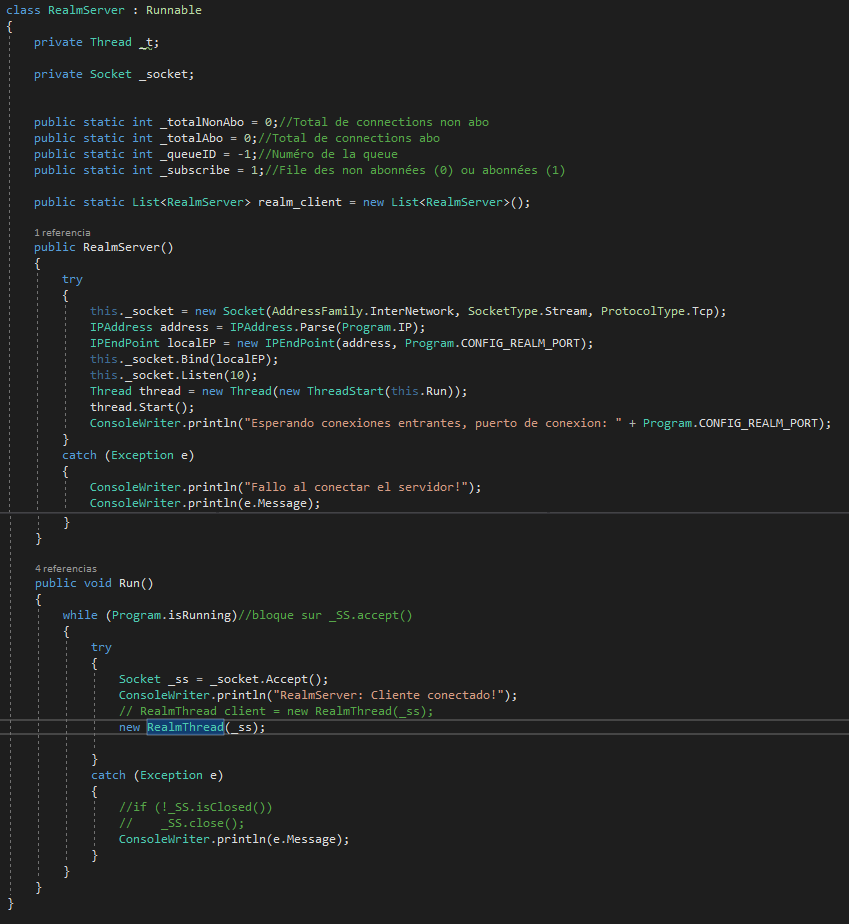 class RealmServer : Runnable
{
private Thread _t;
private Socket _socket;
public static int _totalNonAbo = 0;//Total de connections non abo
public static int _totalAbo = 0;//Total de connections abo
public static int _queueID = -1;//Numéro de la queue
public static int _subscribe = 1;//File des non abonnées (0) ou abonnées (1)
public static List<RealmServer> realm_client = new List<RealmServer>();
1 referencia
public RealmServer()
{
try
{
this._socket = new Socket(AddressFamily.InterNetwork, SocketType.Stream, ProtocolType.Tcp);
IPAddress address = IPAddress.Parse(Program.IP);
IPEndPoint localEP = new IPEndPoint(address, Program.CONFIG_REALM_PORT);
this._socket.Bind(localEP);
this._socket.Listen(10);
Thread thread = new Thread(new ThreadStart(this.Run));
thread.Start();
ConsoleWriter.println("Esperando conexiones entrantes, puerto de conexion: " + Program.CONFIG_REALM_PORT);
}
catch (Exception e)
{
ConsoleWriter.println("Fallo al conectar el servidor!");
ConsoleWriter.println(e.Message);
}
}
4 referencias
public void Run()
{
while (Program.isRunning)//bloque sur _SS.accept()
{
try
{
Socket _ss = _socket.Accept();
ConsoleWriter.println("RealmServer: Cliente conectado!");
// RealmThread client = new RealmThread(_ss);
new RealmThread(_ss);
}
catch (Exception e)
{
//if (!_SS.isClosed())
//    _SS.close();
ConsoleWriter.println(e.Message);
}
}
}
}